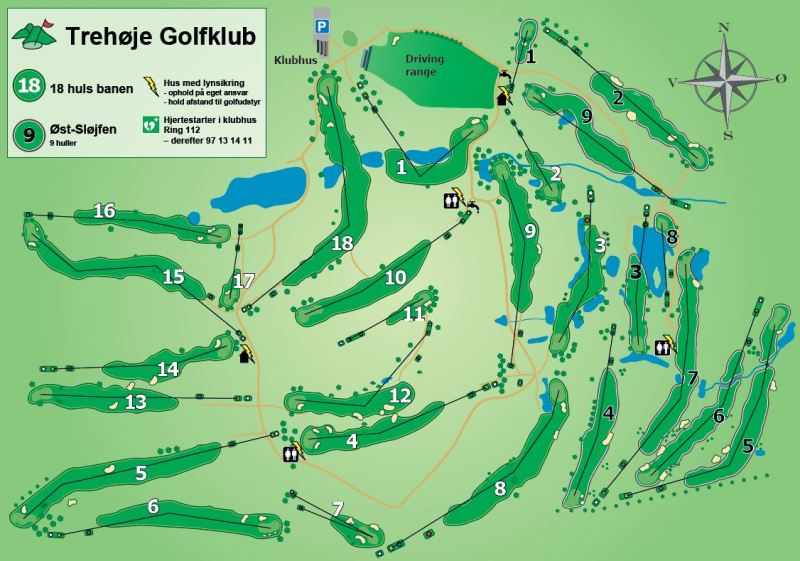 Trehøje Golfklub
18 18 huls banen
Hus med lynsikring
- ophold på eget ansvar
- hold afstand til golfudstyr
9 Øst-Sløjfen
9 huller
Hjertestarter i klubhus
Ring 112
– derefter 97 13 14 11
P
Klubhus
Driving
range
N
V
Ø
S
1
2
9
1
2
16
18
9
3
8
15
17
10
3
11
14
7
13
12
4
6
4
5
5
8
6
7